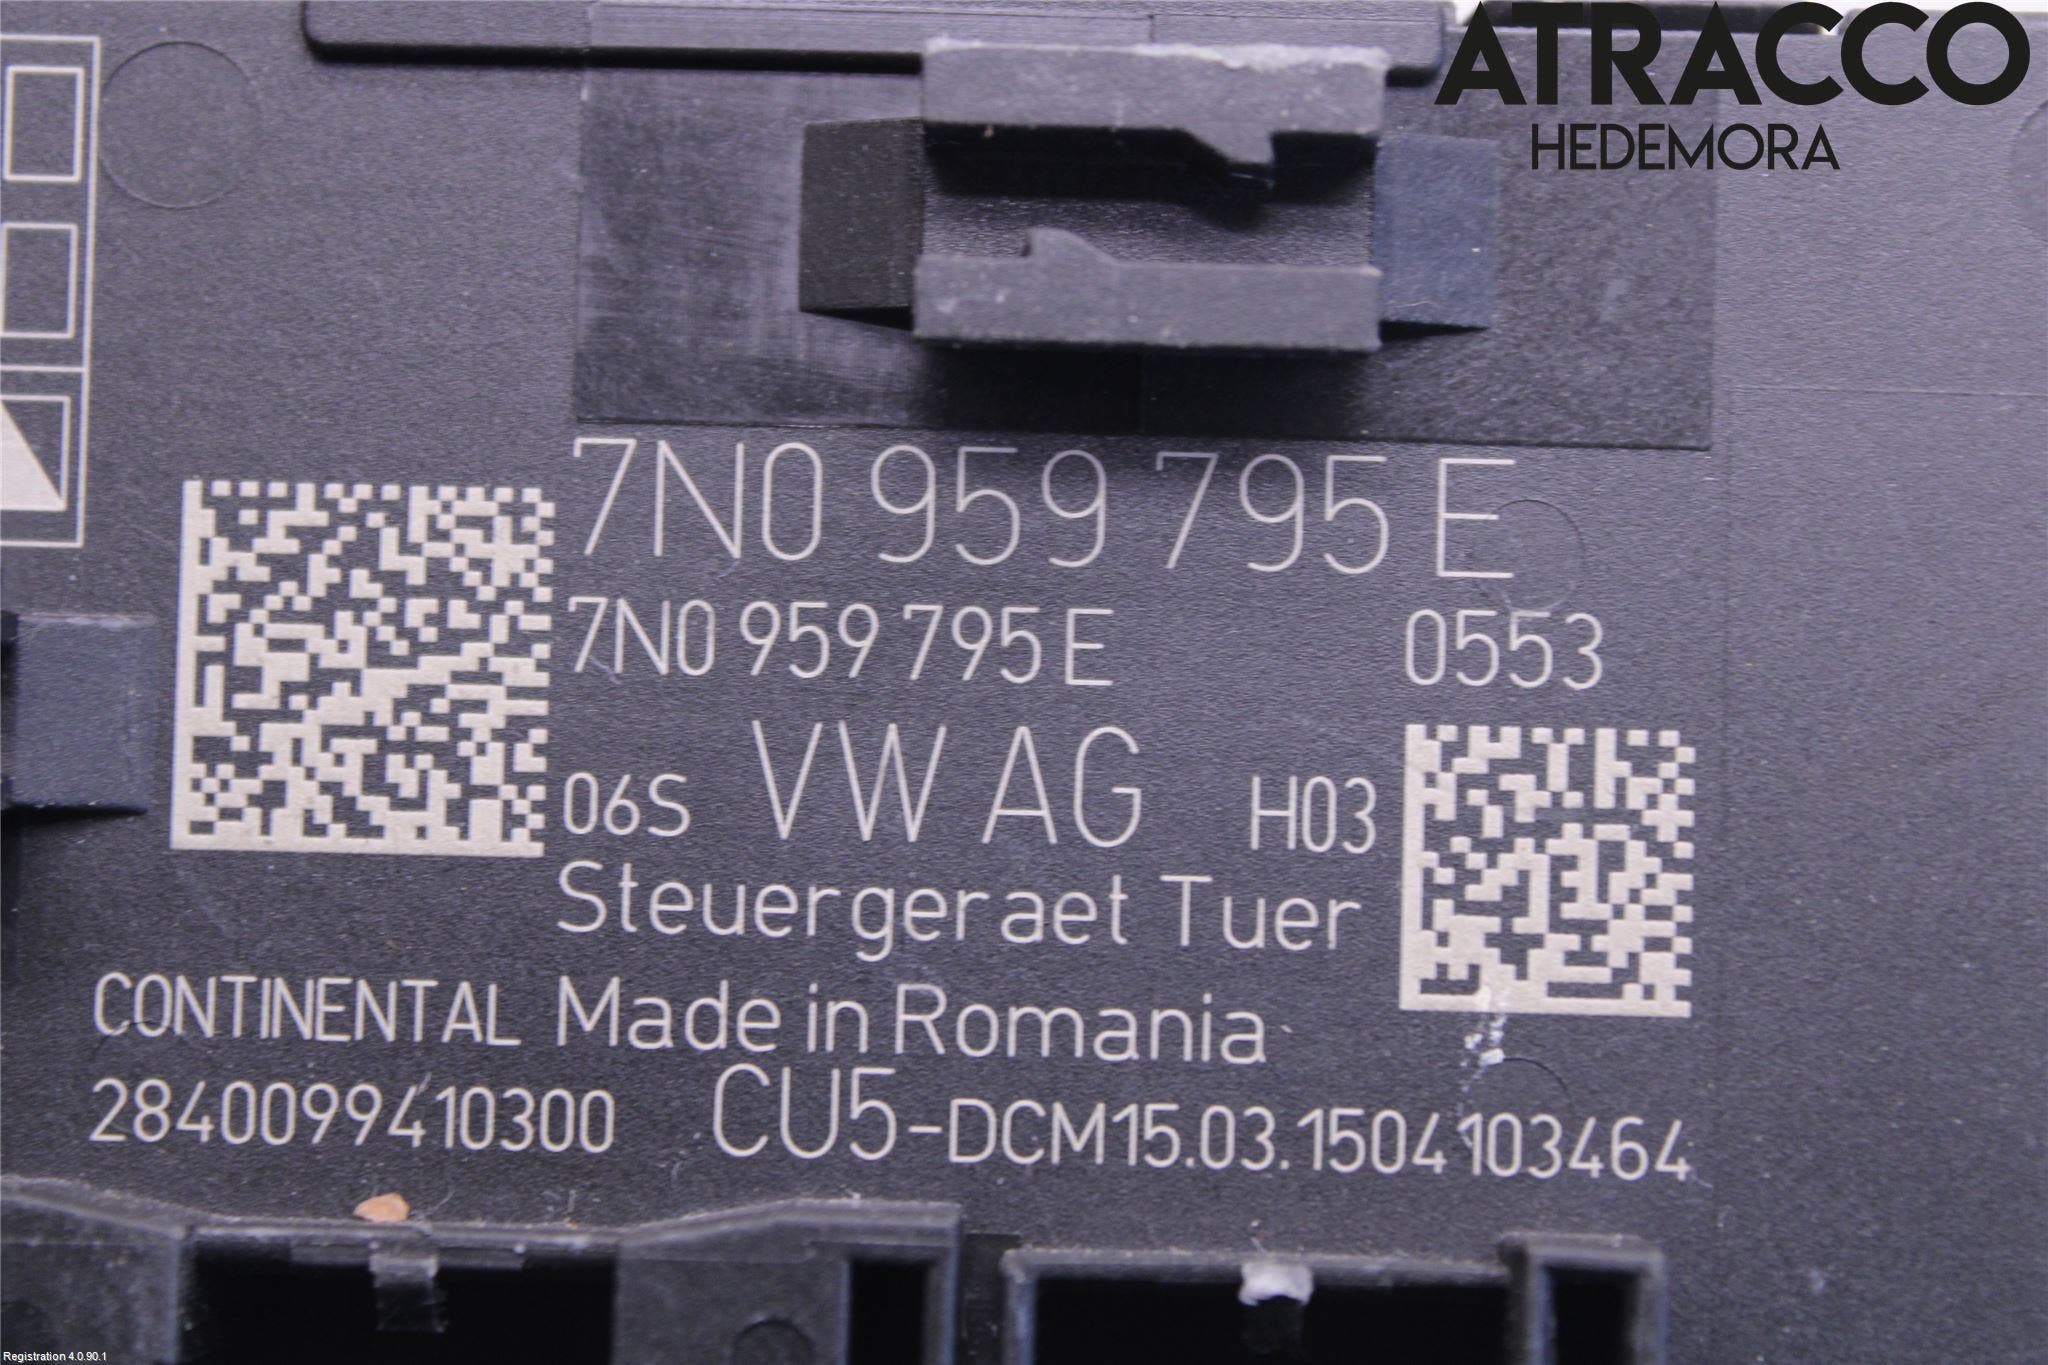 ATRACCO
HEDEMORA
7N0 959 795 E
7N0 959 795 E 0553
06S VW AG H03
Steuergeraet Tuer
CONTINENTAL Made in Romania
2840099410300 CU5-DCM15.03.1504103464
Registration 4.0.90.1